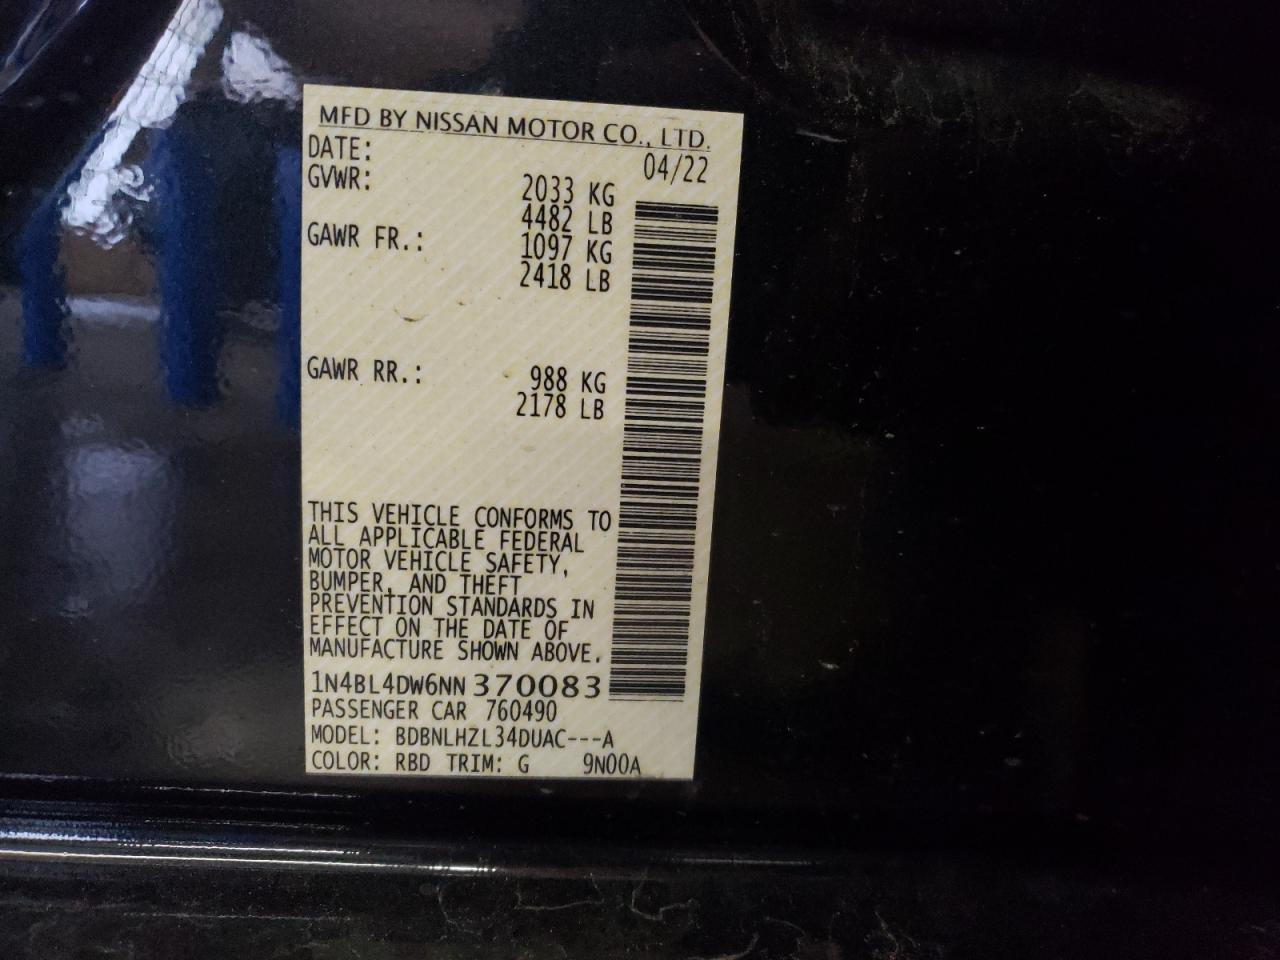 MFD BY NISSAN MOTOR CO., LTD.
DATE: 04/22
GVWR: 2033 KG
4482 LB
GAWR FR.: 1097 KG
2418 LB
GAWR RR.: 988 KG
2178 LB
THIS VEHICLE CONFORMS TO
ALL APPLICABLE FEDERAL
MOTOR VEHICLE SAFETY,
BUMPER, AND THEFT
PREVENTION STANDARDS IN
EFFECT ON THE DATE OF
MANUFACTURE SHOWN ABOVE.
1N4BL4DW6NN370083
PASSENGER CAR 760490
MODEL: BDBNLHZL34DUAC---A
COLOR: RBD TRIM: G 9N00A